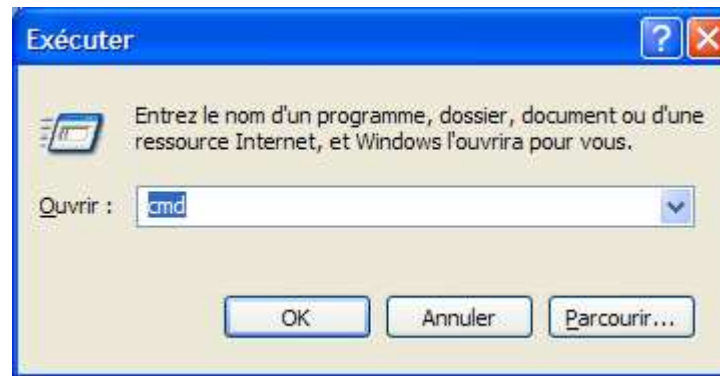 Exécuter
Entrez le nom d'un programme, dossier, document ou d'une
ressource Internet, et Windows l'ouvrira pour vous.
Ouvrir : cmd
OK Annuler Parcourir...